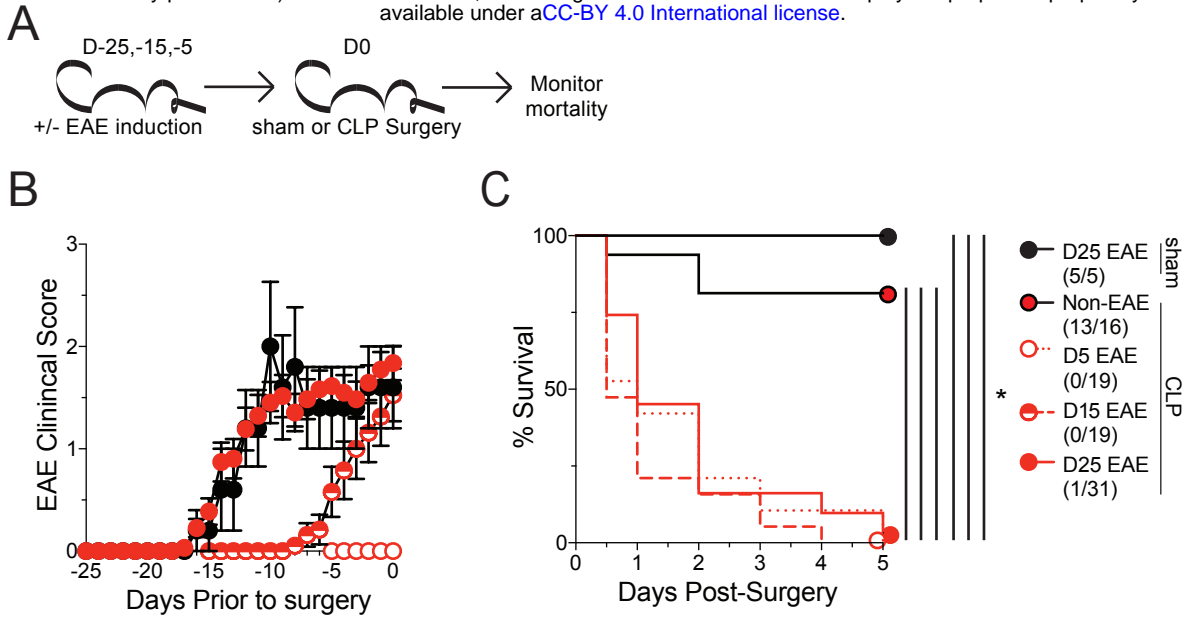 available under aCC-BY 4.0 International license.
A
D-25,-15,-5
D0
+/- EAE induction
sham or CLP Surgery
Monitor
mortality
B
EAE Clinincal Score
3
2
1
0
-25
-20
-15
-10
-5
0
Days Prior to surgery
C
% Survival
100
50
0
0
1
2
3
4
5
Days Post-Surgery
*
D25 EAE
(5/5)
Non-EAE
(13/16)
D5 EAE
(0/19)
D15 EAE
(0/19)
D25 EAE
(1/31)
sham
CLP